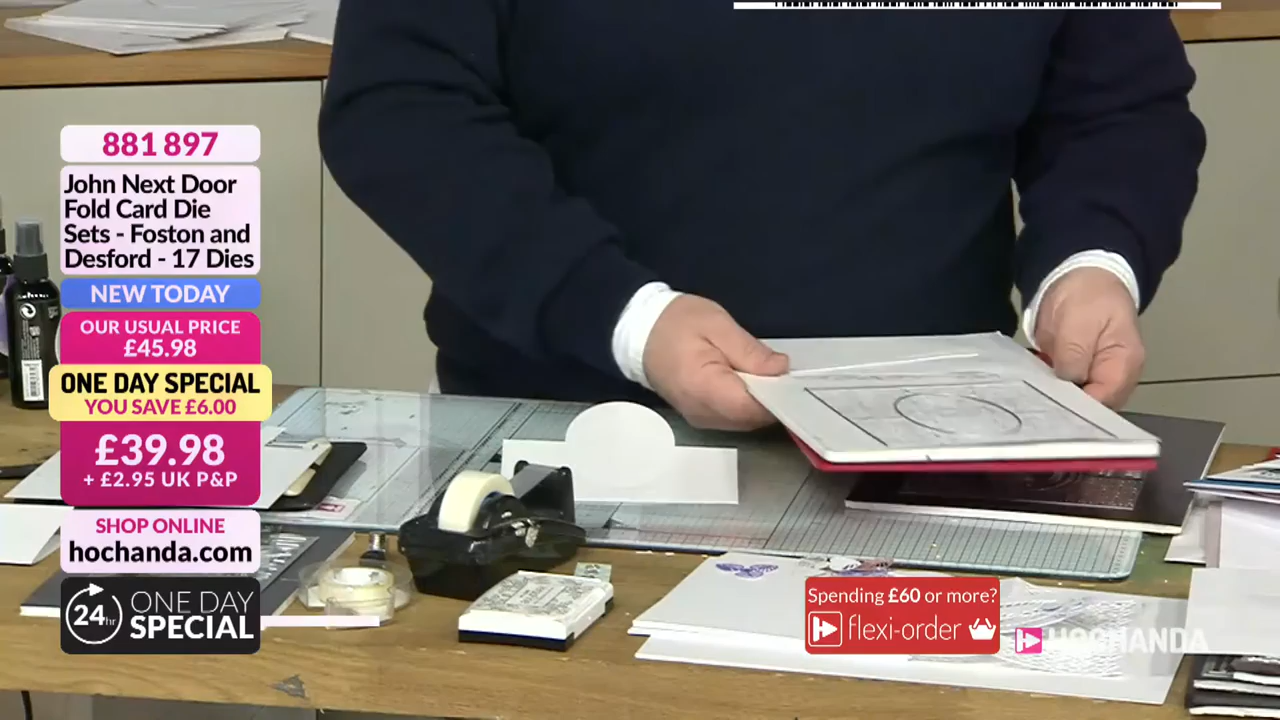 881 897
John Next Door
Fold Card Die
Sets - Foston and
Desford - 17 Dies
NEW TODAY
OUR USUAL PRICE
£45.98
ONE DAY SPECIAL
YOU SAVE £6.00
£39.98
+ £2.95 UK P&P
SHOP ONLINE
hochanda.com
24hr
ONE DAY
SPECIAL
Spending £60 or more?
flexi-order
HOCHANDA